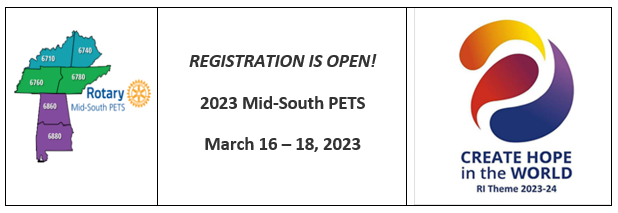 6710
6740
6760
6780
Rotary
Mid-South PETS
6860
6880
REGISTRATION IS OPEN!
2023 Mid-South PETS
March 16 – 18, 2023
CREATE HOPE
in the WORLD
RI Theme 2023-24